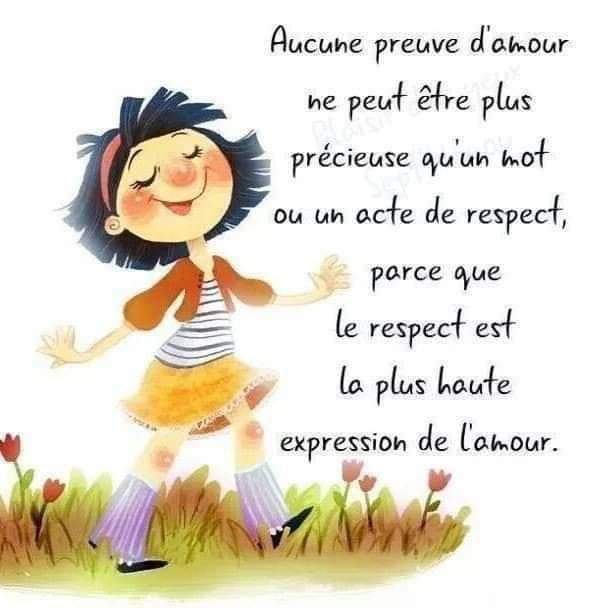 Aucune preuve d'amour
ne peut être plus
précieuse qu'un mot
ou un acte de respect,
parce que
le respect est
la plus haute
expression de l'amour.